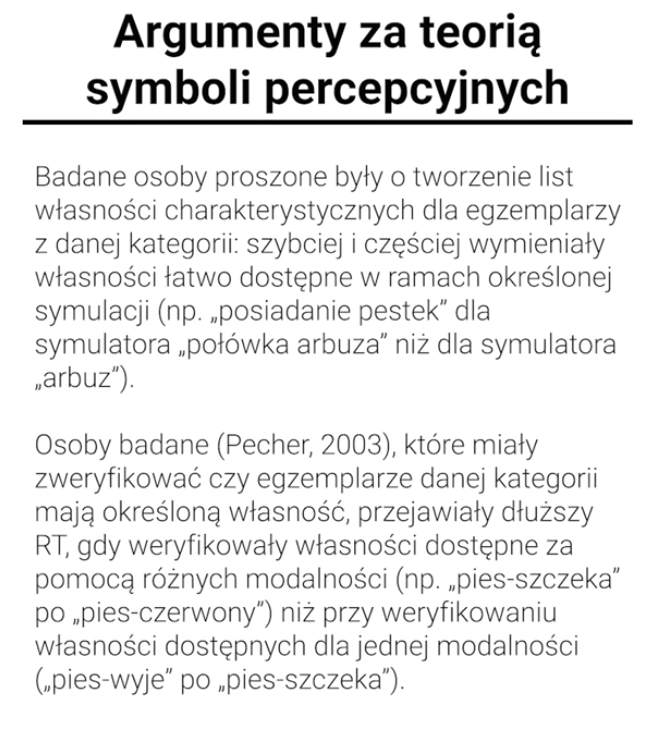 Argumenty za teorią
symboli percepcyjnych
Badane osoby proszone były o tworzenie list
własności charakterystycznych dla egzemplarzy
z danej kategorii: szybciej i częściej wymieniały
własności łatwo dostępne w ramach określonej
symulacji (np. „posiadanie pestek” dla
symulatora „połówka arbuza” niż dla symulatora
„arbuz”).
Osoby badane (Pecher, 2003), które miały
zweryfikować czy egzemplarze danej kategorii
mają określoną własność, przejawiały dłuższy
RT, gdy weryfikowały własności dostępne za
pomocą różnych modalności (np. „pies-szczeka”
po „pies-czerwony”) niż przy weryfikowaniu
własności dostępnych dla jednej modalności
(„pies-wyje” po „pies-szczeka”).